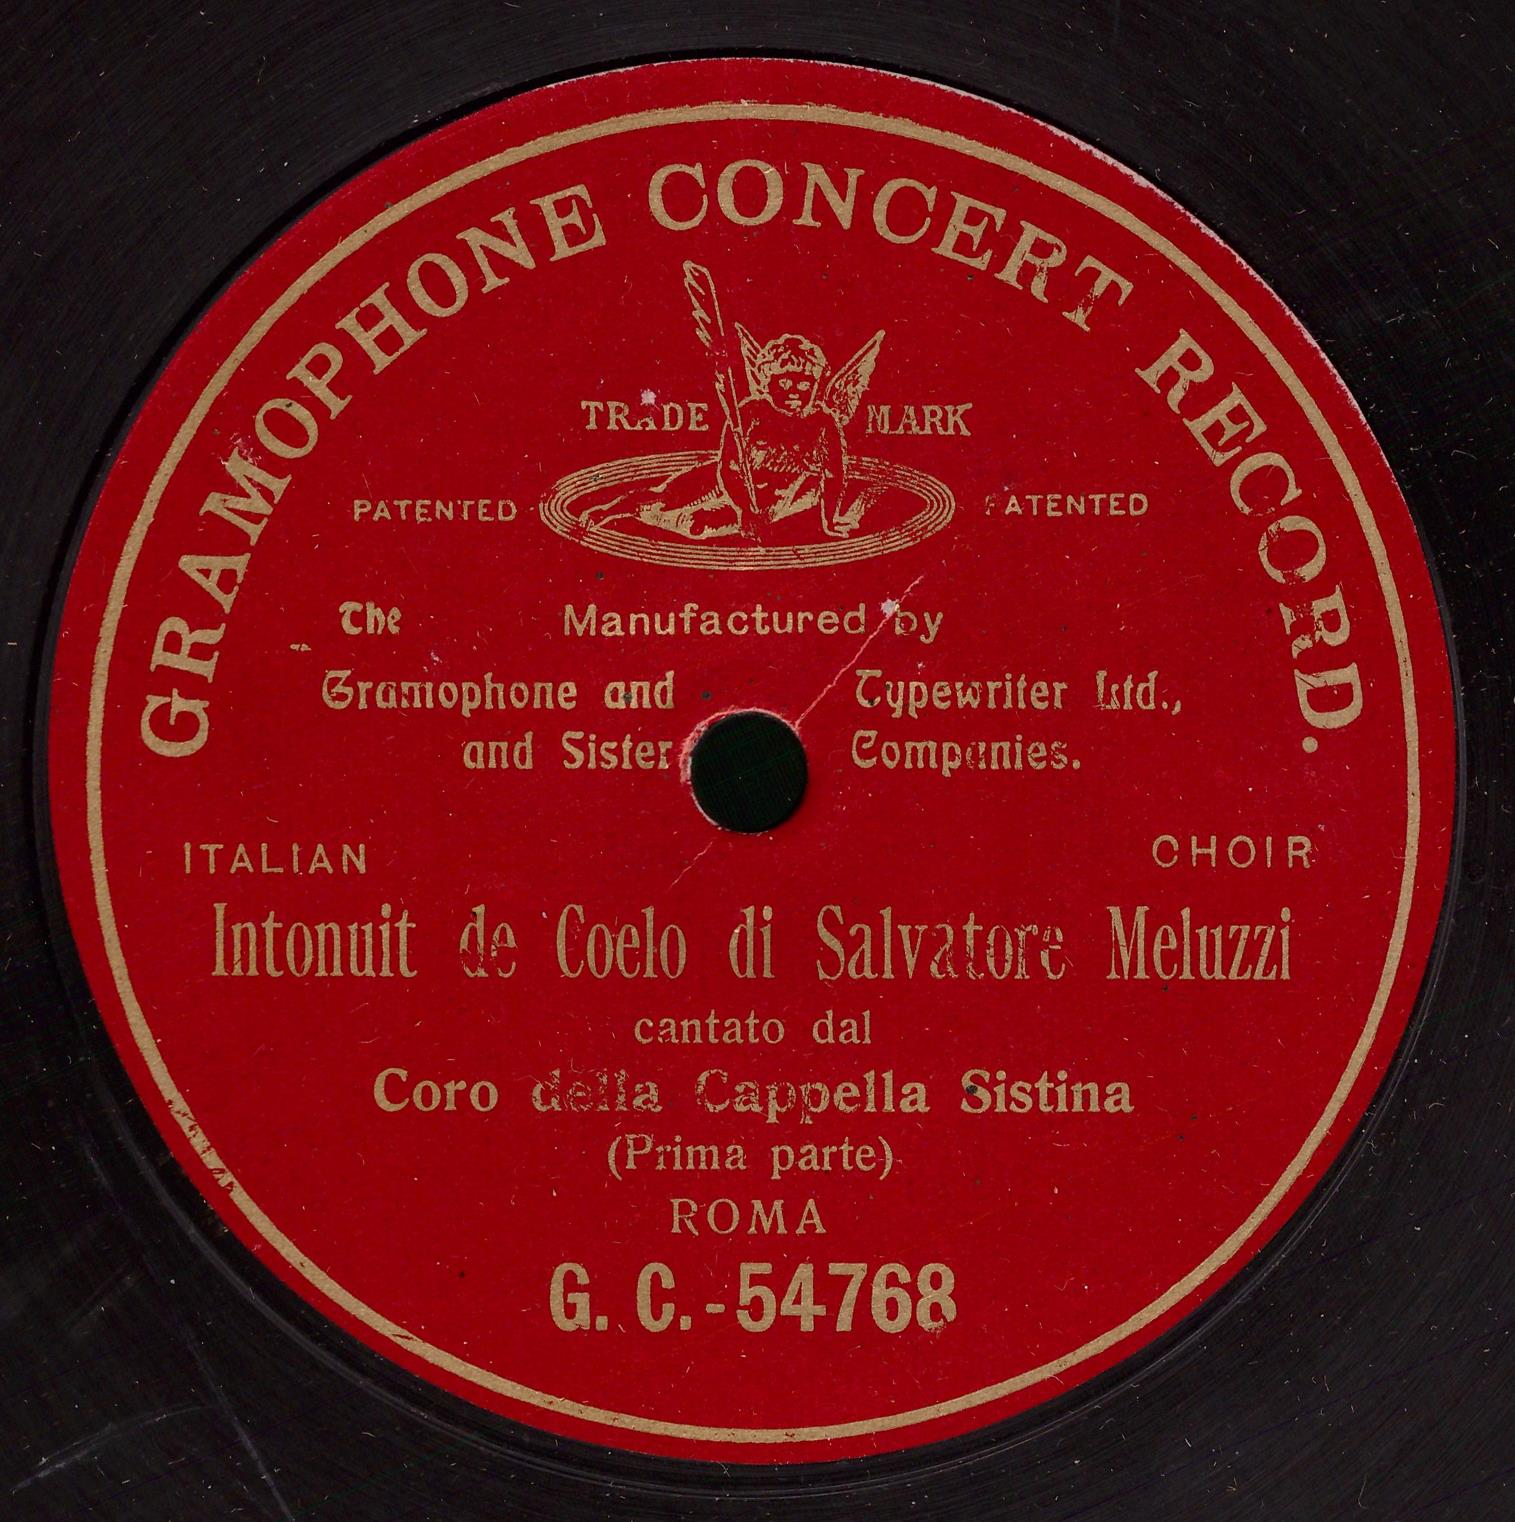 GRAMOPHONE CONCERT RECORD.
TRADE MARK
PATENTED PATENTED
The Manufactured by
Gramophone and Typewriter Ltd.,
and Sister Companies.
ITALIAN CHOIR
Intonuit de Coelo di Salvatore Meluzzi
cantato dal
Coro della Cappella Sistina
(Prima parte)
ROMA
G. C.-54768